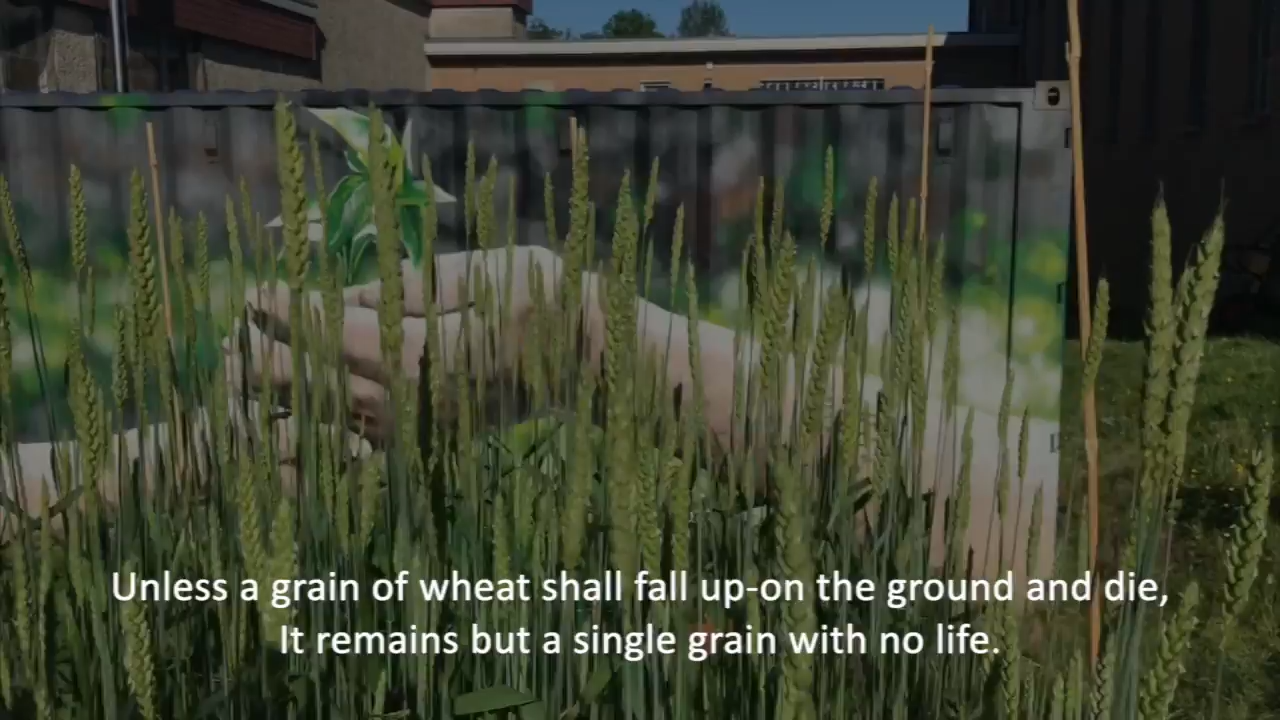 Unless a grain of wheat shall fall up-on the ground and die,
It remains but a single grain with no life.